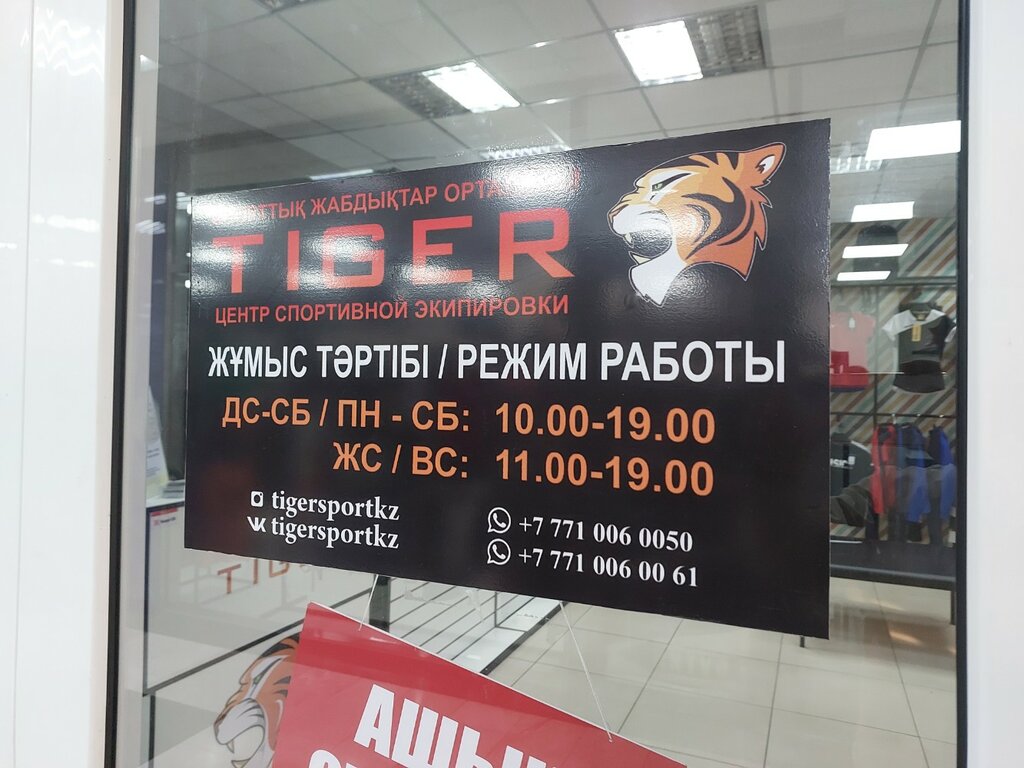 ЖАБДЫҚТАР
TIGER
ЦЕНТР СПОРТИВНОЙ ЭКИПИРОВКИ
ЖҰМЫС ТӘРТІБІ / РЕЖИМ РАБОТЫ
ДС-СБ / ПН - СБ: 10.00-19.00
ЖС / ВС: 11.00-19.00
tigersportkz
tigersportkz
+7 771 006 0050
+7 771 006 00 61